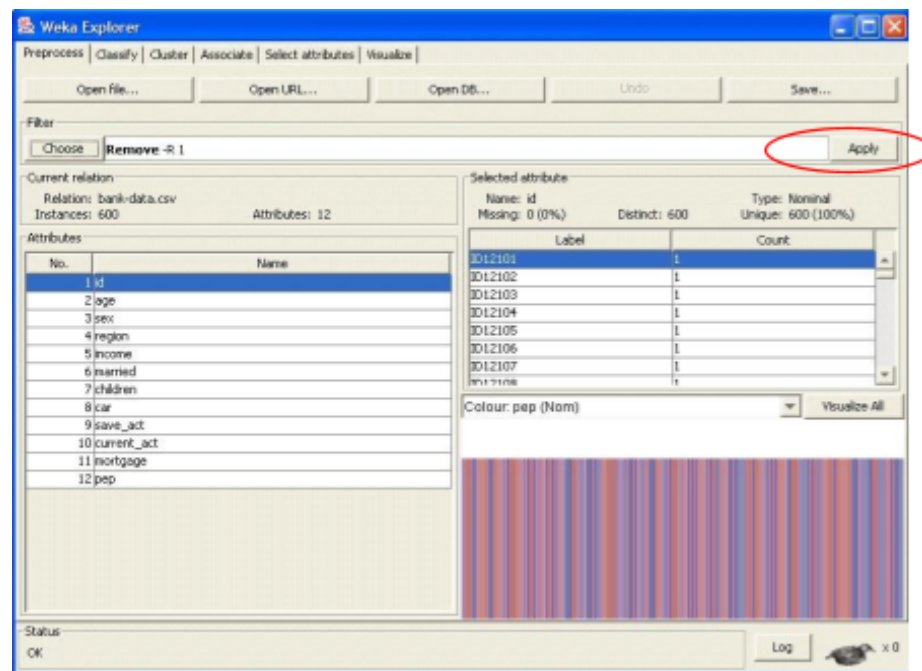 Weka Explorer
Preprocess Classify Cluster Associate Select attributes Visualize
Open file... Open URL... Open DB... Undo Save...
Filter
Choose Remove -R 1 Apply
Current relation
Relation: bank-data.csv
Instances: 600 Attributes: 12
Selected attribute
Name: id Type: Nominal
Missing: 0 (0%) Distinct: 600 Unique: 600 (100%)
Attributes
No. Name
1 id
2 age
3 sex
4 region
5 income
6 married
7 children
8 car
9 save_act
10 current_act
11 mortgage
12 pep
Label Count
ID12101 1
ID12102 1
ID12103 1
ID12104 1
ID12105 1
ID12106 1
ID12107 1
ID12108 1
Colour: pep (Nom) Visualize All
Status
OK
Log x 0